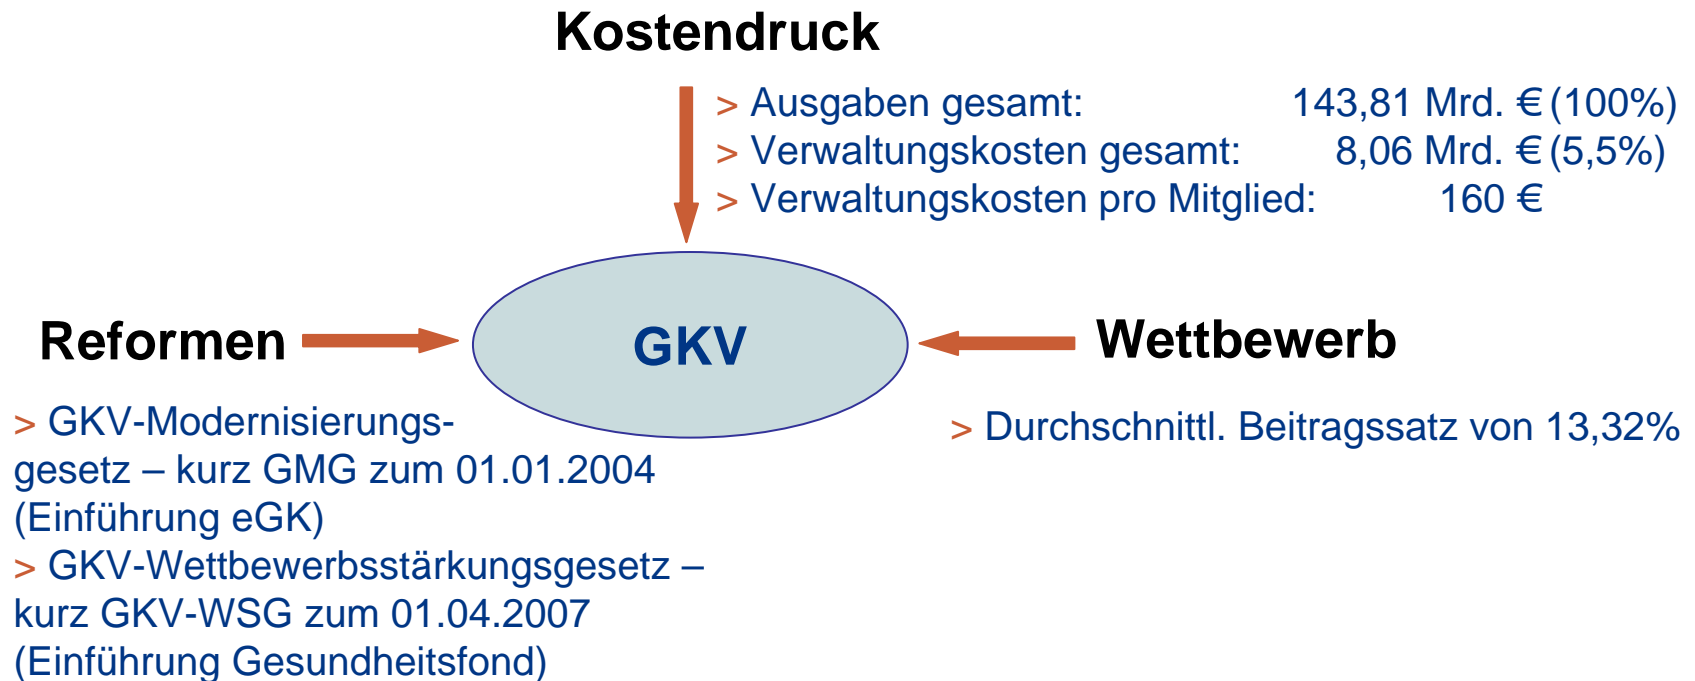 Kostendruck
> Ausgaben gesamt: 143,81 Mrd. € (100%)
> Verwaltungskosten gesamt: 8,06 Mrd. € (5,5%)
> Verwaltungskosten pro Mitglied: 160 €
Reformen
GKV
Wettbewerb
> GKV-Modernisierungs-
gesetz – kurz GMG zum 01.01.2004
(Einführung eGK)
> GKV-Wettbewerbsstärkungsgesetz –
kurz GKV-WSG zum 01.04.2007
(Einführung Gesundheitsfond)
> Durchschnittl. Beitragssatz von 13,32%